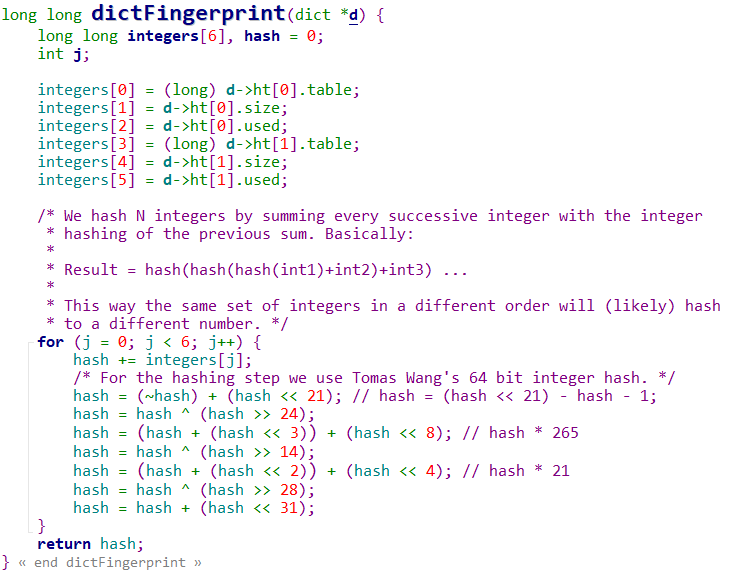 long long dictFingerprint(dict *d) {
    long long integers[6], hash = 0;
    int j;

    integers[0] = (long) d->ht[0].table;
    integers[1] = d->ht[0].size;
    integers[2] = d->ht[0].used;
    integers[3] = (long) d->ht[1].table;
    integers[4] = d->ht[1].size;
    integers[5] = d->ht[1].used;

    /* We hash N integers by summing every successive integer with the integer
     * hashing of the previous sum. Basically:
     *
     * Result = hash(hash(hash(int1)+int2)+int3) ...
     *
     * This way the same set of integers in a different order will (likely) hash
     * to a different number. */
    for (j = 0; j < 6; j++) {
        hash += integers[j];
        /* For the hashing step we use Tomas Wang's 64 bit integer hash. */
        hash = (~hash) + (hash << 21); // hash = (hash << 21) - hash - 1;
        hash = hash ^ (hash >> 24);
        hash = (hash + (hash << 3)) + (hash << 8); // hash * 265
        hash = hash ^ (hash >> 14);
        hash = (hash + (hash << 2)) + (hash << 4); // hash * 21
        hash = hash ^ (hash >> 28);
        hash = hash + (hash << 31);
    }
    return hash;
} « end dictFingerprint »